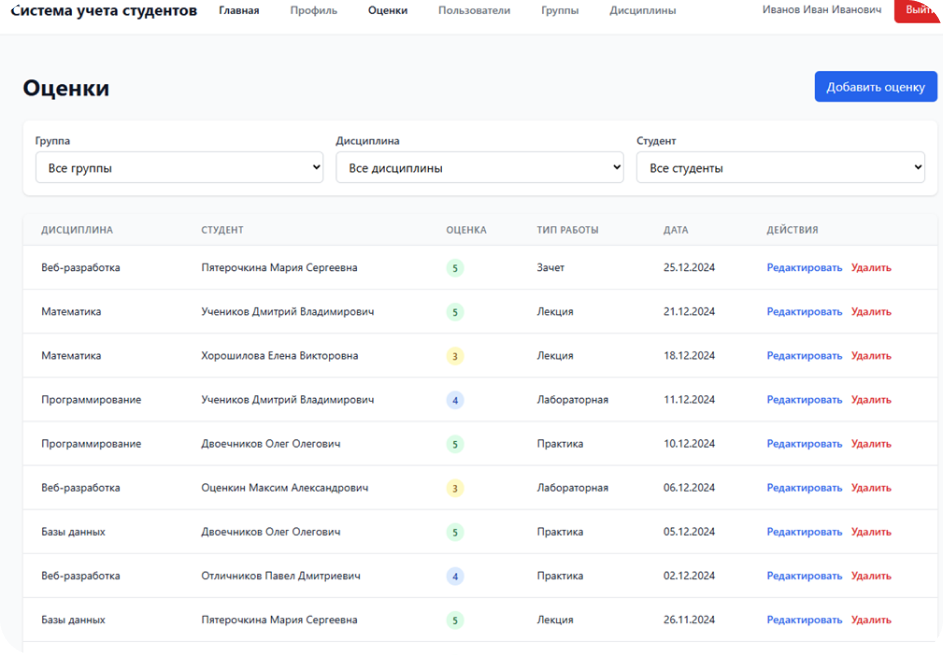 Система учета студентов Главная Профиль Оценки Пользователи Группы Дисциплины Иванов Иван Иванович Выйти
Оценки Добавить оценку
Группа Дисциплина Студент
Все группы Все дисциплины Все студенты
ДИСЦИПЛИНА СТУДЕНТ ОЦЕНКА ТИП РАБОТЫ ДАТА ДЕЙСТВИЯ
Веб-разработка Пятерочкина Мария Сергеевна 5 Зачет 25.12.2024 Редактировать Удалить
Математика Учеников Дмитрий Владимирович 5 Лекция 21.12.2024 Редактировать Удалить
Математика Хорошилова Елена Викторовна 3 Лекция 18.12.2024 Редактировать Удалить
Программирование Учеников Дмитрий Владимирович 4 Лабораторная 11.12.2024 Редактировать Удалить
Программирование Двоечников Олег Олегович 5 Практика 10.12.2024 Редактировать Удалить
Веб-разработка Оценкин Максим Александрович 3 Лабораторная 06.12.2024 Редактировать Удалить
Базы данных Двоечников Олег Олегович 5 Практика 05.12.2024 Редактировать Удалить
Веб-разработка Отличников Павел Дмитриевич 4 Практика 02.12.2024 Редактировать Удалить
Базы данных Пятерочкина Мария Сергеевна 5 Лекция 26.11.2024 Редактировать Удалить